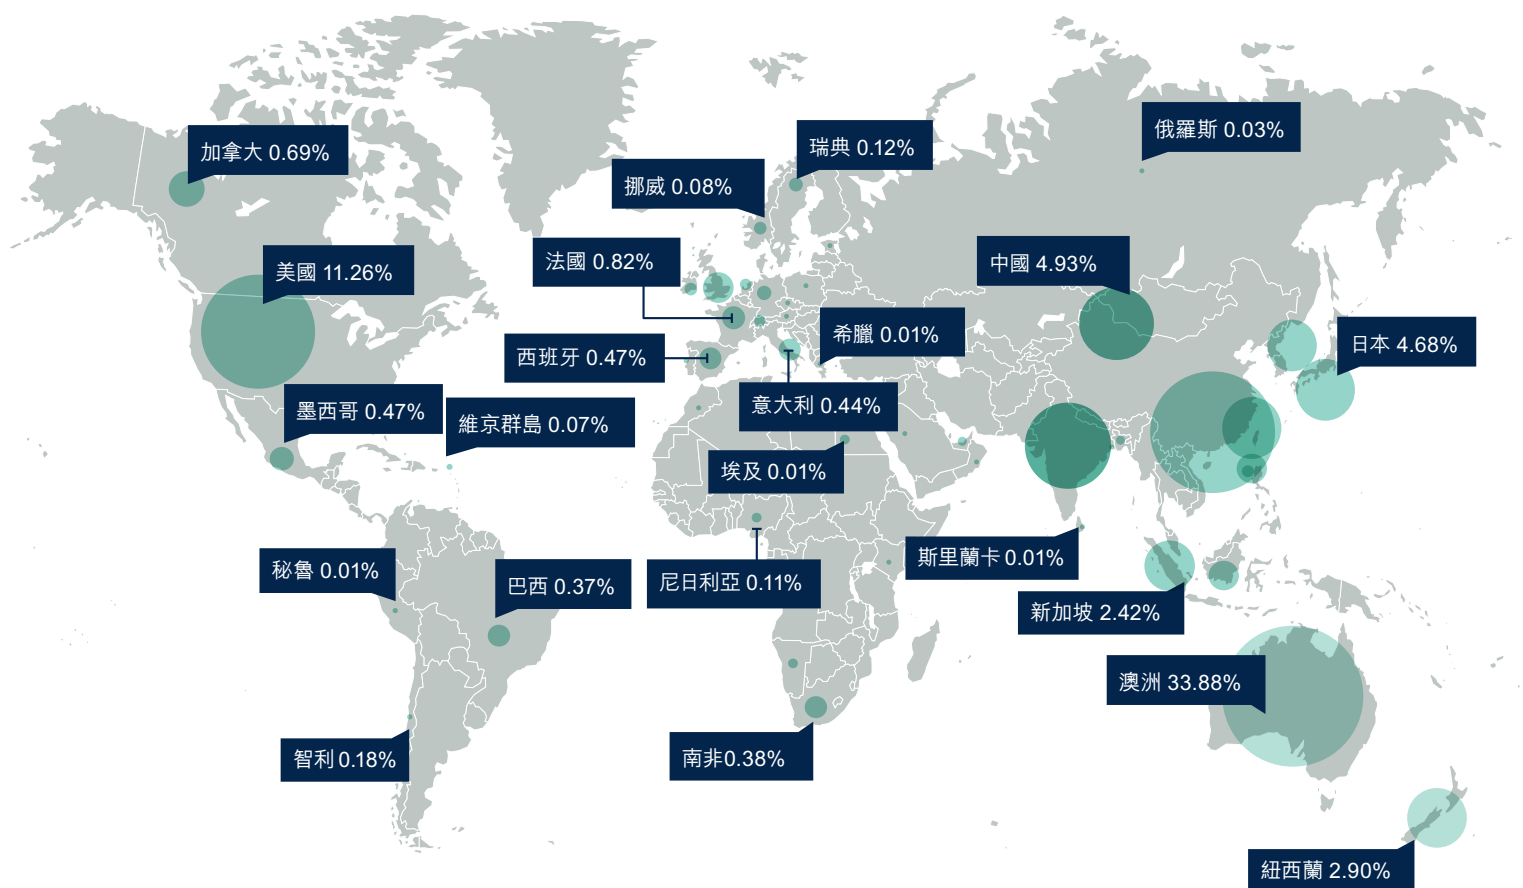 俄羅斯 0.03%
瑞典 0.12%
加拿大 0.69%
挪威 0.08%
法國 0.82%
中國 4.93%
美國 11.26%
希臘 0.01%
日本 4.68%
西班牙 0.47%
意大利 0.44%
墨西哥 0.47%
維京群島 0.07%
埃及 0.01%
斯里蘭卡 0.01%
秘魯 0.01%
巴西 0.37%
尼日利亞 0.11%
新加坡 2.42%
澳洲 33.88%
智利 0.18%
南非0.38%
紐西蘭 2.90%